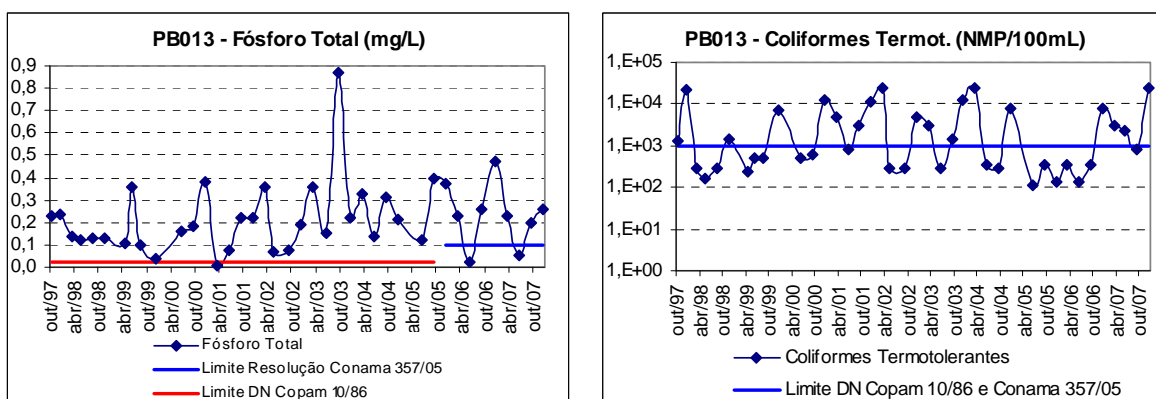 PB013 - Fósforo Total (mg/L)
0,9
0,8
0,7
0,6
0,5
0,4
0,3
0,2
0,1
0,0
out/97
abr/98
out/98
abr/99
out/99
abr/00
out/00
abr/01
out/01
abr/02
out/02
abr/03
out/03
abr/04
out/04
abr/05
out/05
abr/06
out/06
abr/07
out/07
Fósforo Total
Limite Resolução Conama 357/05
Limite DN Copam 10/86
PB013 - Coliformes Termot. (NMP/100mL)
1,E+05
1,E+04
1,E+03
1,E+02
1,E+01
1,E+00
out/97
abr/98
out/98
abr/99
out/99
abr/00
out/00
abr/01
out/01
abr/02
out/02
abr/03
out/03
abr/04
out/04
abr/05
out/05
abr/06
out/06
abr/07
out/07
Coliformes Termotolerantes
Limite DN Copam 10/86 e Conama 357/05